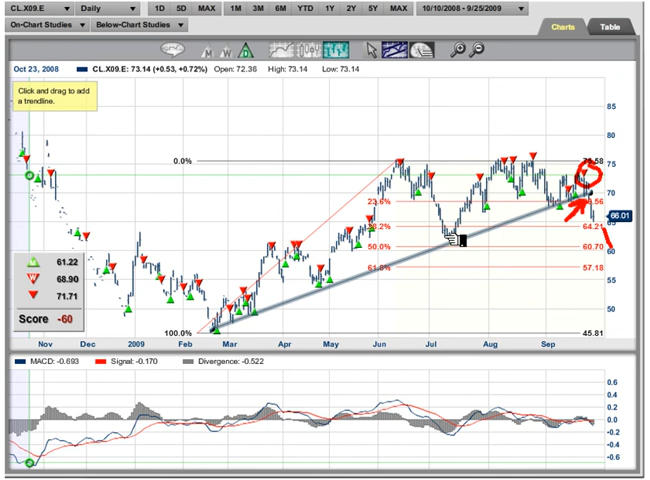 CL.X09.E Daily 1D 5D MAX 1M 3M 6M YTD 1Y 2Y 5Y MAX 10/10/2008 - 9/25/2009
On-Chart Studies Below-Chart Studies
Charts Table
M W A
Oct 23, 2008 CL.X09.E: 73.14 (+0.53, +0.72%) Open: 72.36 High: 73.14 Low: 73.14
Click and drag to add
a trendline.
85
80
0.0%
75
70
23.6%
66.01
64.21
50.0% 60.70
61.8% 57.18
55
50
100.0% 45.81
61.22
68.90
71.71
Score -60
Nov Dec 2009 Feb Mar Apr May Jun Jul Aug Sep
MACD: -0.693 Signal: -0.170 Divergence: -0.522
0.6
0.4
0.2
-0.0
-0.2
-0.4
-0.6